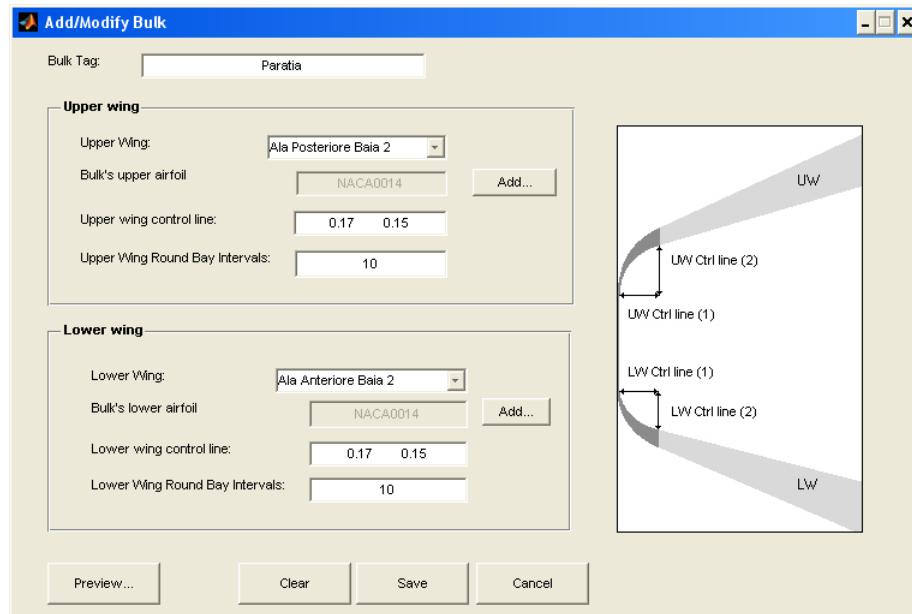 Add/Modify Bulk
Bulk Tag: Paratia
Upper wing
Upper Wing: Ala Posteriore Baia 2
Bulk's upper airfoil NACA0014 Add...
Upper wing control line: 0.17 0.15
Upper Wing Round Bay Intervals: 10
Lower wing
Lower Wing: Ala Anteriore Baia 2
Bulk's lower airfoil NACA0014 Add...
Lower wing control line: 0.17 0.15
Lower Wing Round Bay Intervals: 10
UW
UW Ctrl line (2)
UW Ctrl line (1)
LW Ctrl line (1)
LW Ctrl line (2)
LW
Preview... Clear Save Cancel